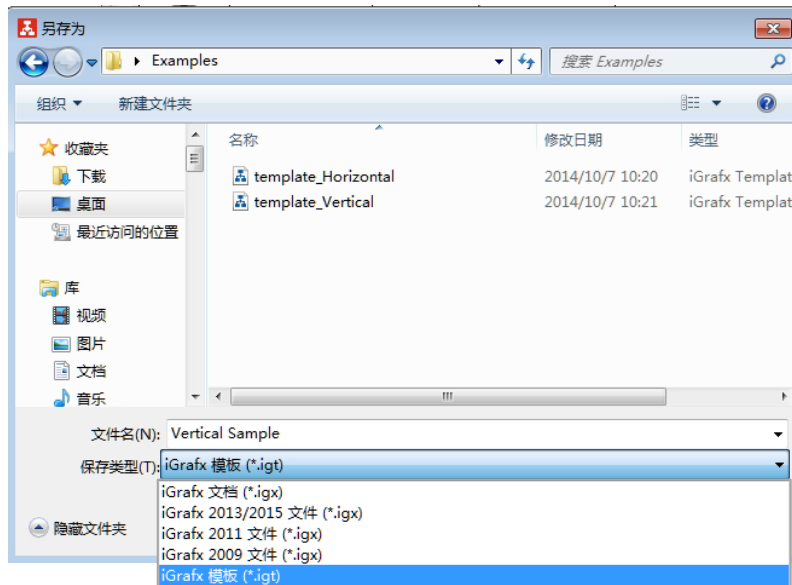 另存为
Examples
搜索 Examples
组织 新建文件夹
收藏夹
下载
桌面
最近访问的位置
库
视频
图片
文档
音乐
名称 修改日期 类型
template_Horizontal 2014/10/7 10:20 iGrafx Templat
template_Vertical 2014/10/7 10:21 iGrafx Templat
文件名(N): Vertical Sample
保存类型(T): iGrafx 模板 (*.igt)
iGrafx 文档 (*.igx)
iGrafx 2013/2015 文件 (*.igx)
iGrafx 2011 文件 (*.igx)
iGrafx 2009 文件 (*.igx)
iGrafx 模板 (*.igt)
隐藏文件夹